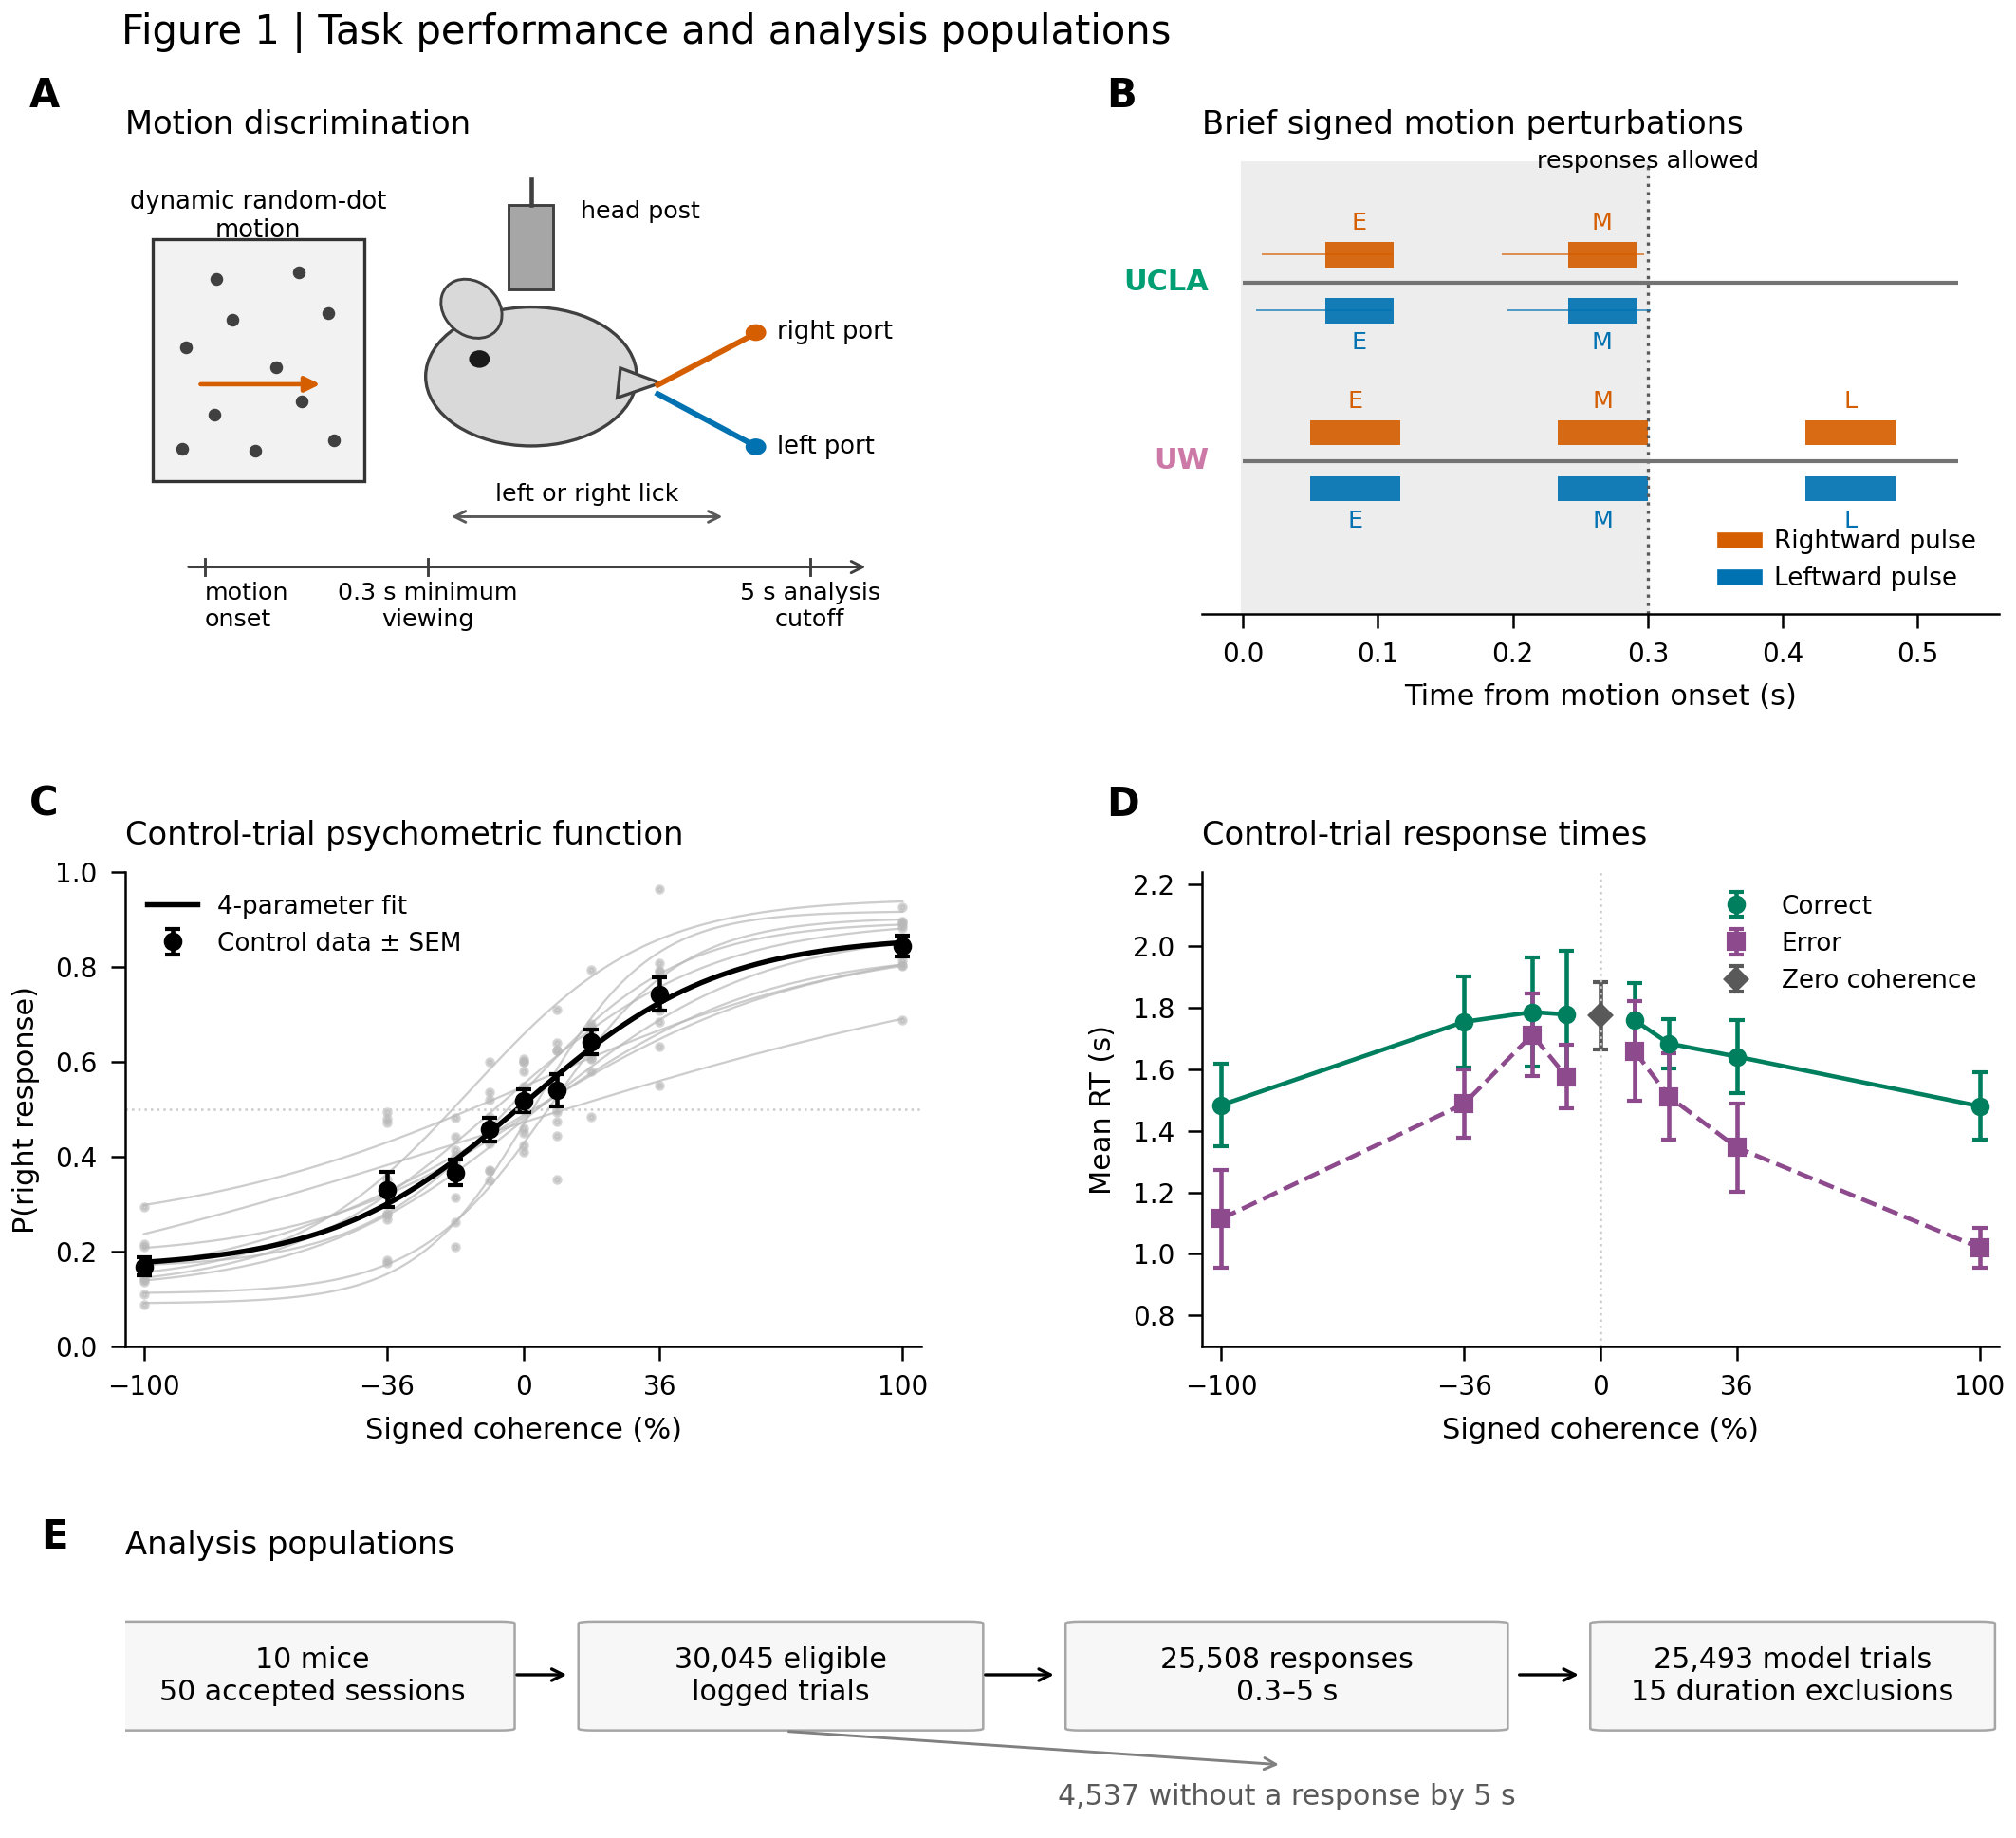 Figure 1 | Task performance and analysis populations
A
Motion discrimination
dynamic random-dot
motion
head post
right port
left port
left or right lick
motion
onset
0.3 s minimum
viewing
5 s analysis
cutoff
B
Brief signed motion perturbations
responses allowed
E
M
UCLA
E
M
E
M
L
UW
E
M
L
Rightward pulse
Leftward pulse
0.0
0.1
0.2
0.3
0.4
0.5
Time from motion onset (s)
C
Control-trial psychometric function
4-parameter fit
Control data ± SEM
1.0
0.8
0.6
0.4
0.2
0.0
P(right response)
−100
−36
0
36
100
Signed coherence (%)
D
Control-trial response times
Correct
Error
Zero coherence
2.2
2.0
1.8
1.6
1.4
1.2
1.0
0.8
Mean RT (s)
−100
−36
0
36
100
Signed coherence (%)
E
Analysis populations
10 mice
50 accepted sessions
30,045 eligible
logged trials
25,508 responses
0.3–5 s
25,493 model trials
15 duration exclusions
4,537 without a response by 5 s